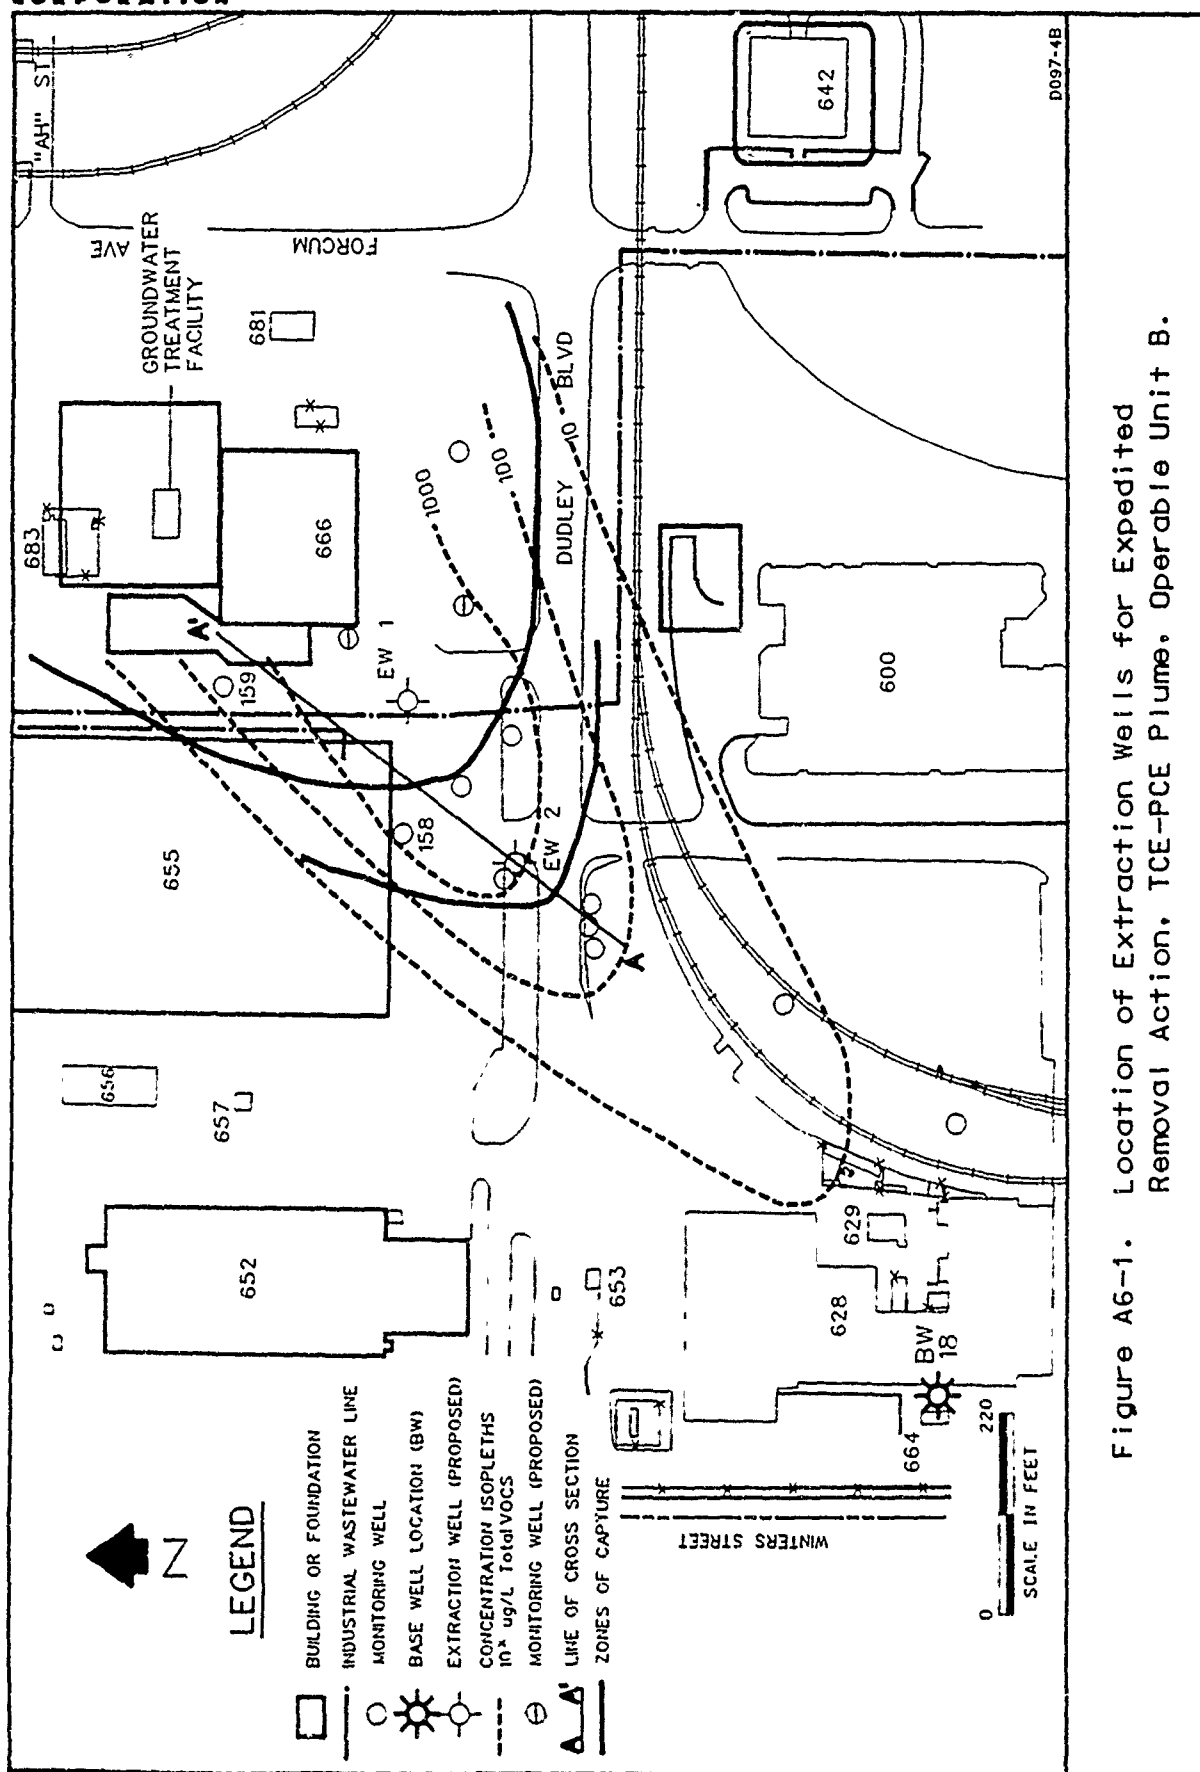 CORPORATION
"AH" ST
AVE
FORCUM
GROUNDWATER
TREATMENT
FACILITY
681
683
666
642
D097-4B
1000
100
10
DUDLEY
BLVD
A'
159
EW 1
655
158
EW 2
A
600
656
657
652
653
629
628
BW
18
664
WINTERS STREET
N
LEGEND
BUILDING OR FOUNDATION
INDUSTRIAL WASTEWATER LINE
MONITORING WELL
BASE WELL LOCATION (BW)
EXTRACTION WELL (PROPOSED)
CONCENTRATION ISOPLETHS
10ˣ ug/L Total VOCS
MONITORING WELL (PROPOSED)
A A' LINE OF CROSS SECTION
ZONES OF CAPTURE
0 220
SCALE IN FEET
Figure A6-1. Location of Extraction Wells for Expedited
Removal Action, TCE-PCE Plume, Operable Unit B.